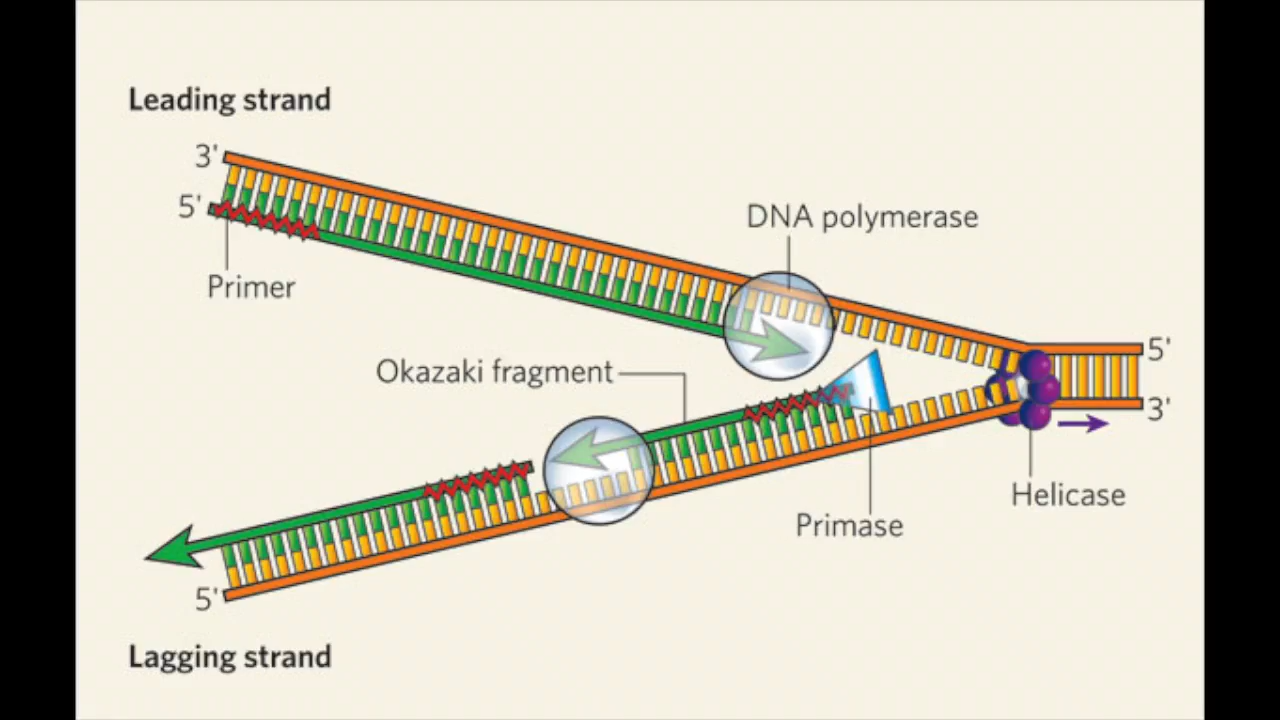 Leading strand
3'
5'
Primer
DNA polymerase
Okazaki fragment
5'
3'
Helicase
Primase
5'
Lagging strand